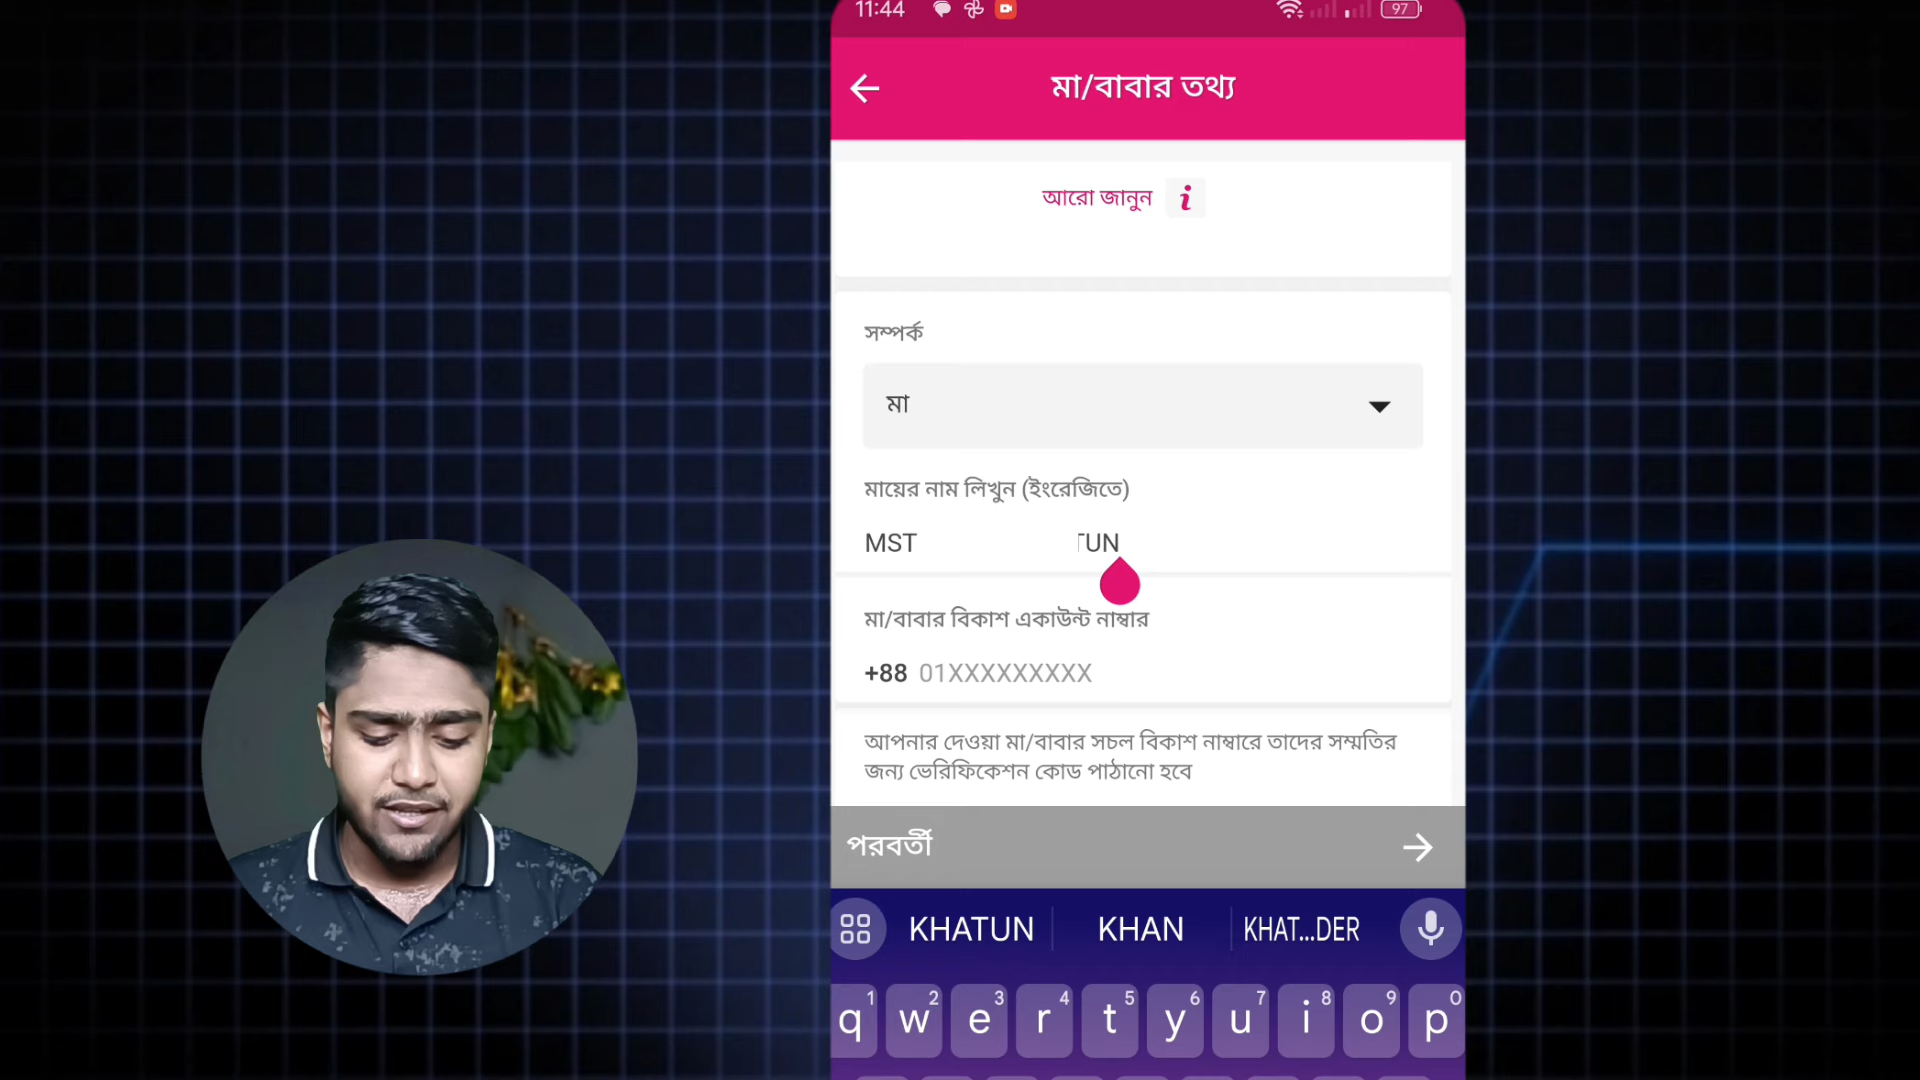 11:44
97
মা/বাবার তথ্য
আরো জানুন i
সম্পর্ক
মা
মায়ের নাম লিখুন (ইংরেজিতে)
MST TUN
মা/বাবার বিকাশ একাউন্ট নাম্বার
+88 01XXXXXXXXX
আপনার দেওয়া মা/বাবার সচল বিকাশ নাম্বারে তাদের সম্মতির
জন্য ভেরিফিকেশন কোড পাঠানো হবে
পরবর্তী
KHATUN KHAN KHAT...DER
1 2 3 4 5 6 7 8 9 0
q w e r t y u i o p